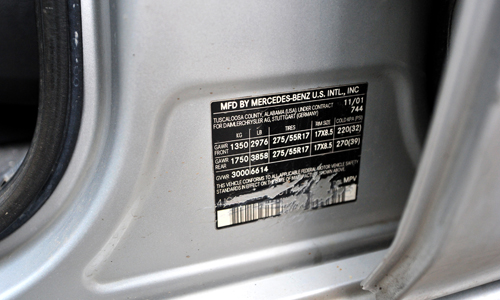 MFD BY MERCEDES-BENZ U.S. INTL., INC
TUSCALOOSA COUNTY, ALABAMA (USA) UNDER CONTRACT 11/01
FOR DAIMLERCHRYSLER AG, STUTTGART (GERMANY) 744
KG LB TIRES RIM SIZE COLD KPA (PSI)
GAWR FRONT 1350 2976 275/55R17 17X8.5 220(32)
GAWR REAR 1750 3858 275/55R17 17X8.5 270(39)
GVWR 3000 6614
THIS VEHICLE CONFORMS TO ALL APPLICABLE FEDERAL MOTOR VEHICLE SAFETY
STANDARDS IN EFFECT ON THE DATE OF MANUFACTURE SHOWN ABOVE.
MPV